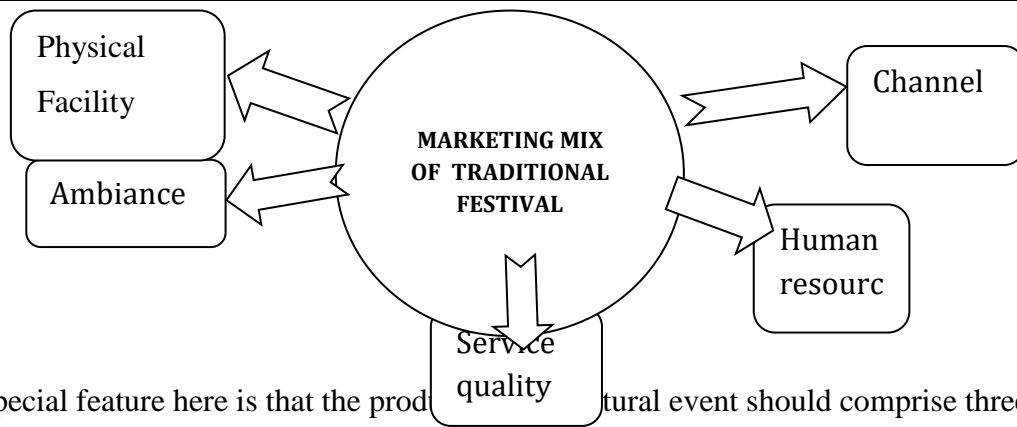 Physical
Facility
Ambiance
MARKETING MIX
OF TRADITIONAL
FESTIVAL
Channel
Human
resourc
Service
quality
pecial feature here is that the prod tural event should comprise three